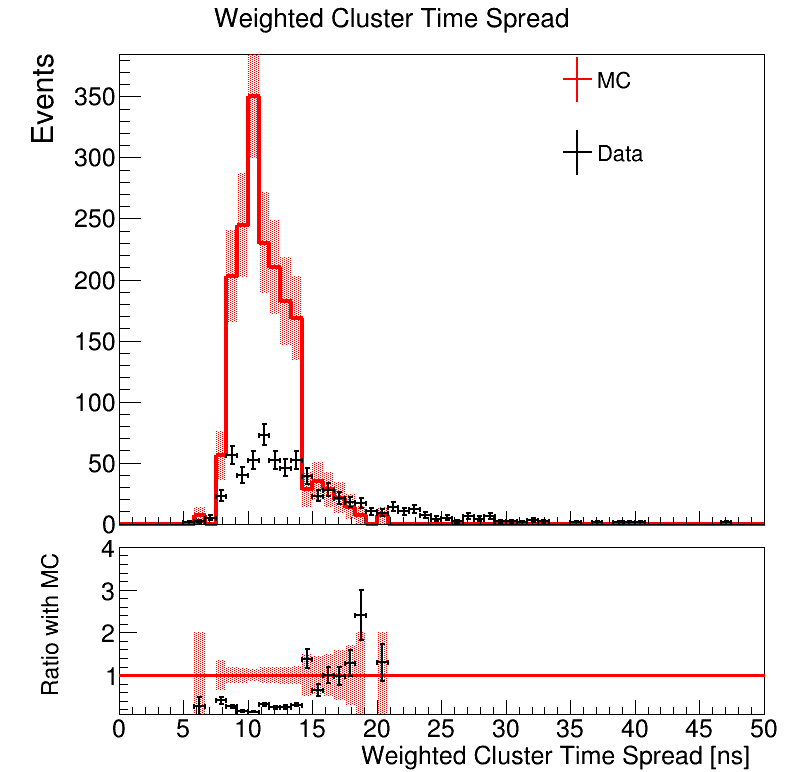 Weighted Cluster Time Spread
Events
350
300
250
200
150
100
50
0
MC
Data
Ratio with MC
4
3
2
1
0 5 10 15 20 25 30 35 40 45 50
Weighted Cluster Time Spread [ns]